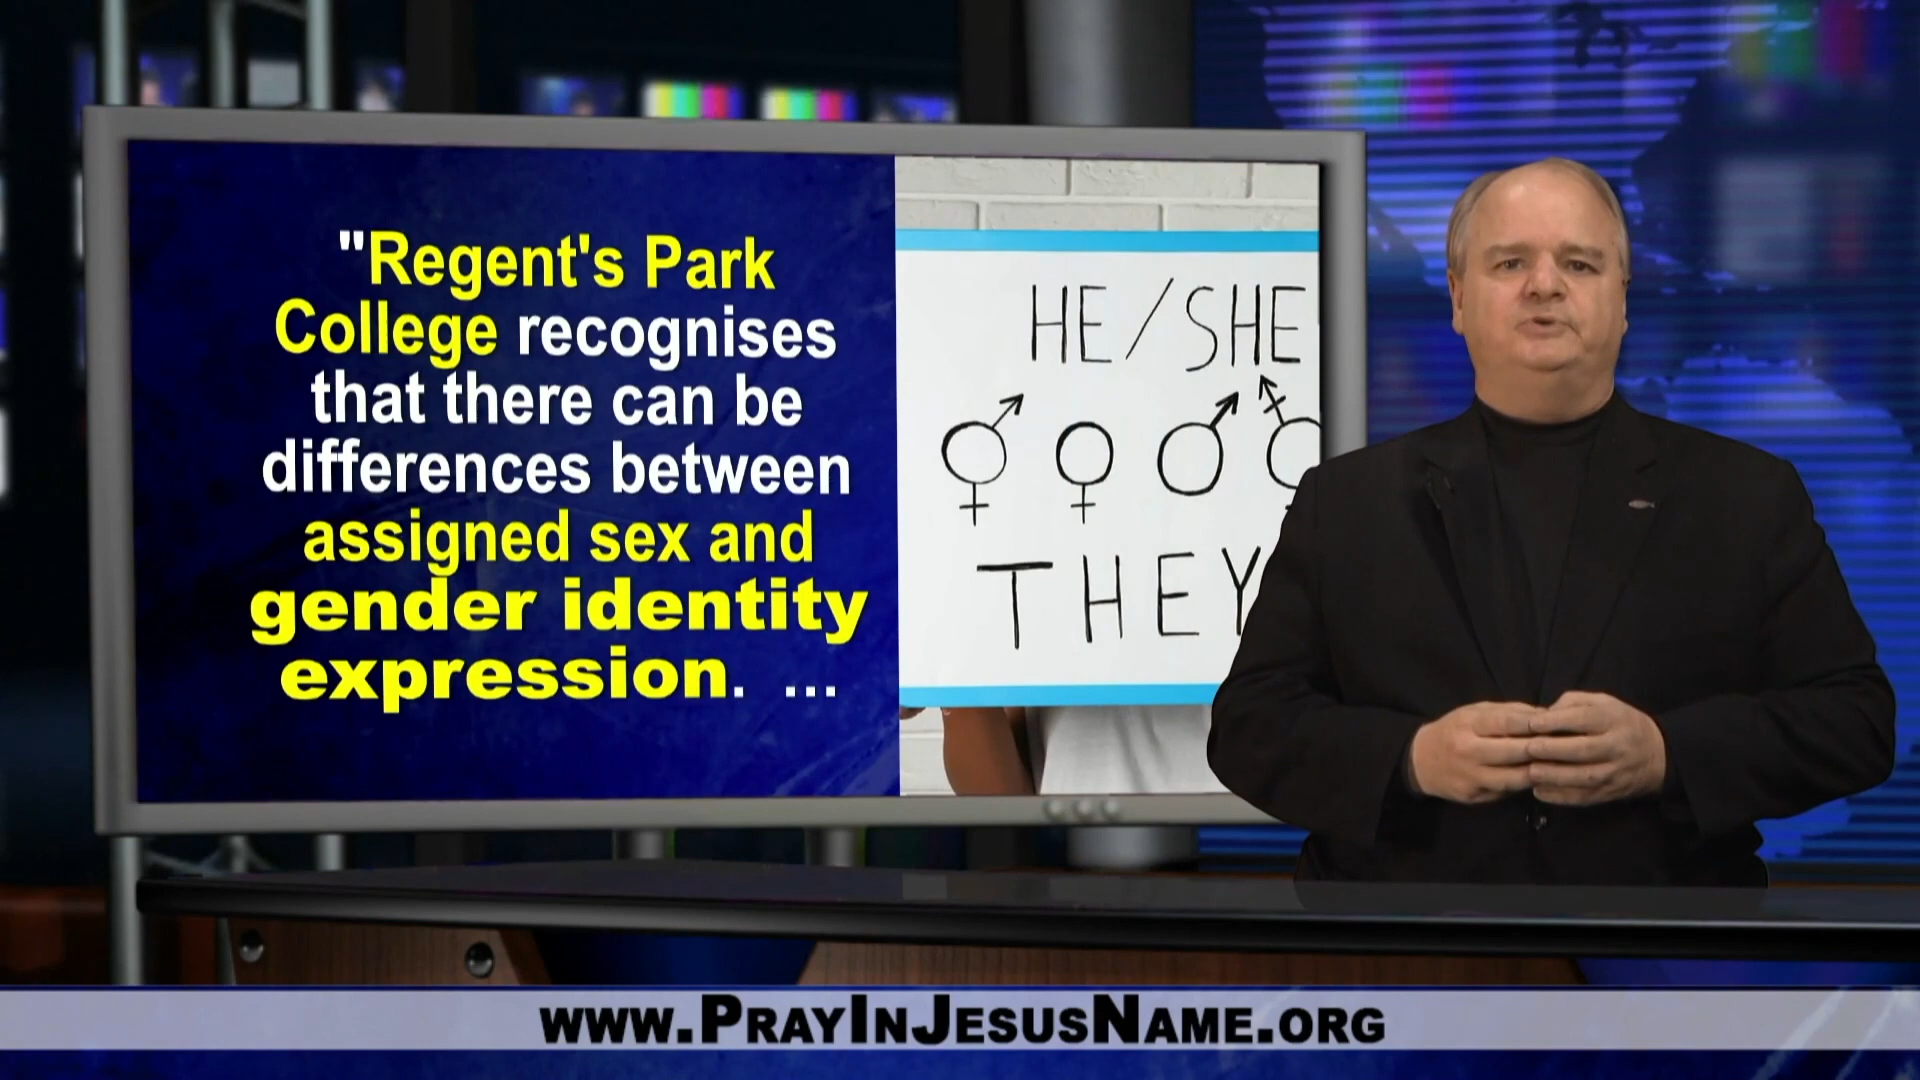 "Regent's Park
College recognises
that there can be
differences between
assigned sex and
gender identity
expression. ...
HE/SHE
THEY
www.PrayInJesusName.org